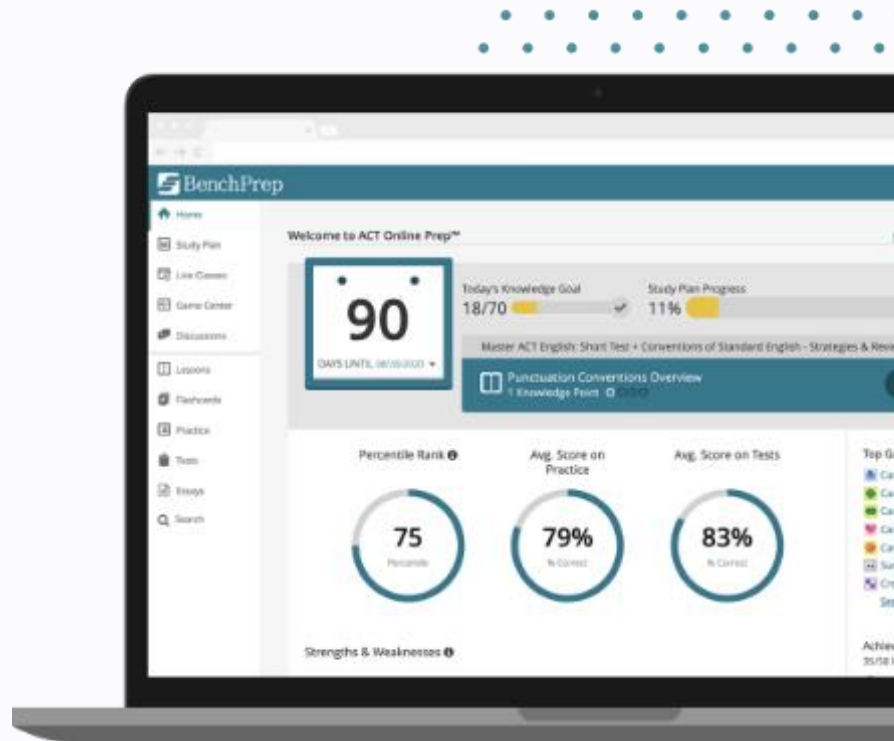 BenchPrep
Home
Study Plan
Live Classes
Game Center
Discussions
Lessons
Flashcards
Practice
Tests
Essays
Search
Welcome to ACT Online Prep™
90
DAYS UNTIL
Today's Knowledge Goal
18/70
Study Plan Progress
11%
Master ACT English: Short Test + Conventions of Standard English - Strategies &
Punctuation Conventions Overview
1 Knowledge Point
Percentile Rank
75
Percentile
Avg. Score on
Practice
79%
% Correct
Avg. Score on Tests
83%
% Correct
Top
Strengths & Weaknesses